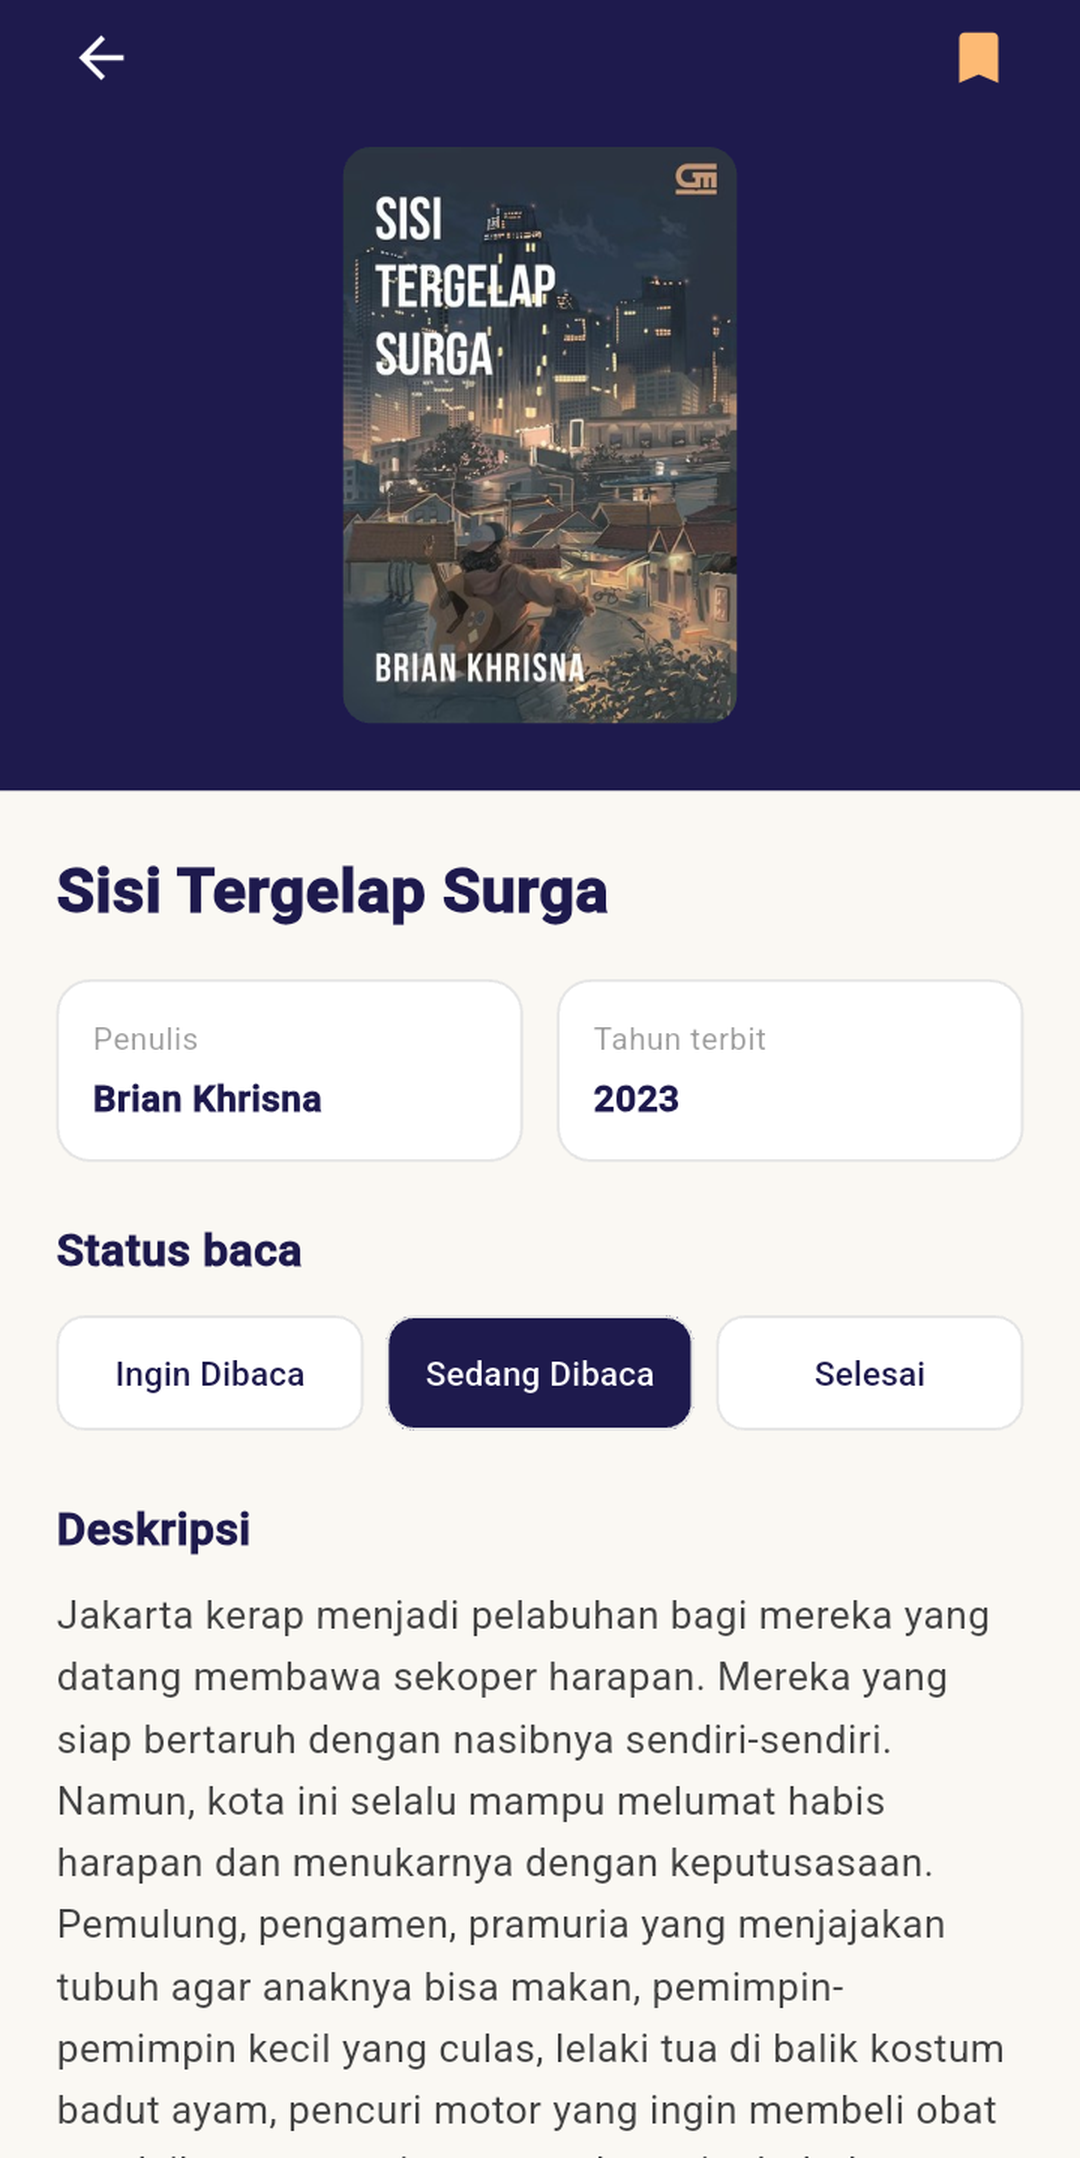 SISI
TERGELAP
SURGA
BRIAN KHRISNA
Sisi Tergelap Surga
Penulis
Brian Khrisna
Tahun terbit
2023
Status baca
Ingin Dibaca
Sedang Dibaca
Selesai
Deskripsi
Jakarta kerap menjadi pelabuhan bagi mereka yang
datang membawa sekoper harapan. Mereka yang
siap bertaruh dengan nasibnya sendiri-sendiri.
Namun, kota ini selalu mampu melumat habis
harapan dan menukarnya dengan keputusasaan.
Pemulung, pengamen, pramuria yang menjajakan
tubuh agar anaknya bisa makan, pemimpin-
pemimpin kecil yang culas, lelaki tua di balik kostum
badut ayam, pencuri motor yang ingin membeli obat